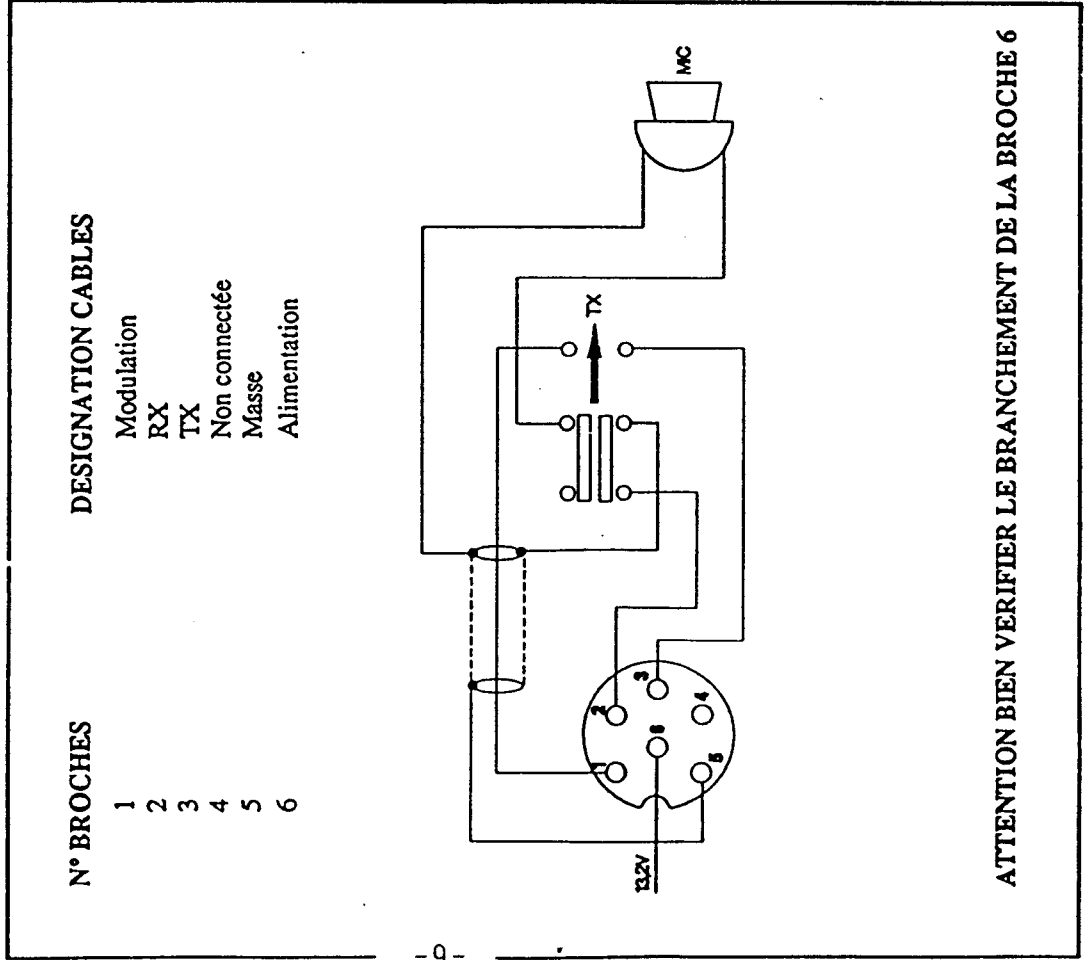 N° BROCHES DESIGNATION CABLES
1 Modulation
2 RX
3 TX
4 Non connectée
5 Masse
6 Alimentation
MC
TX
1
2
3
4
5
6
13,2V
ATTENTION BIEN VERIFIER LE BRANCHEMENT DE LA BROCHE 6
-9-